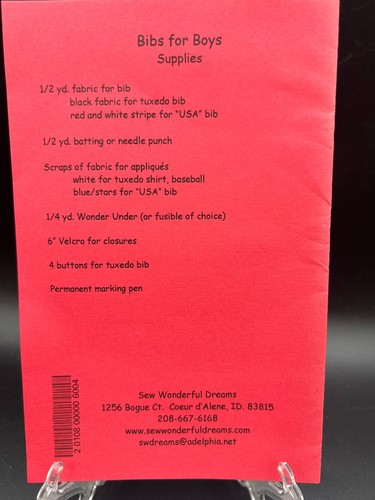 Bibs for Boys
Supplies
1/2 yd. fabric for bib
black fabric for tuxedo bib
red and white stripe for "USA" bib
1/2 yd. batting or needle punch
Scraps of fabric for appliqués
white for tuxedo shirt, baseball
blue/stars for "USA" bib
1/4 yd. Wonder Under (or fusible of choice)
6" Velcro for closures
4 buttons for tuxedo bib
Permanent marking pen
Sew Wonderful Dreams
1256 Bogue Ct. Coeur d'Alene, ID. 83815
208-667-6168
www.sewwonderfuldreams.com
swdreams@adelphia.net
2 0108 00000 6004